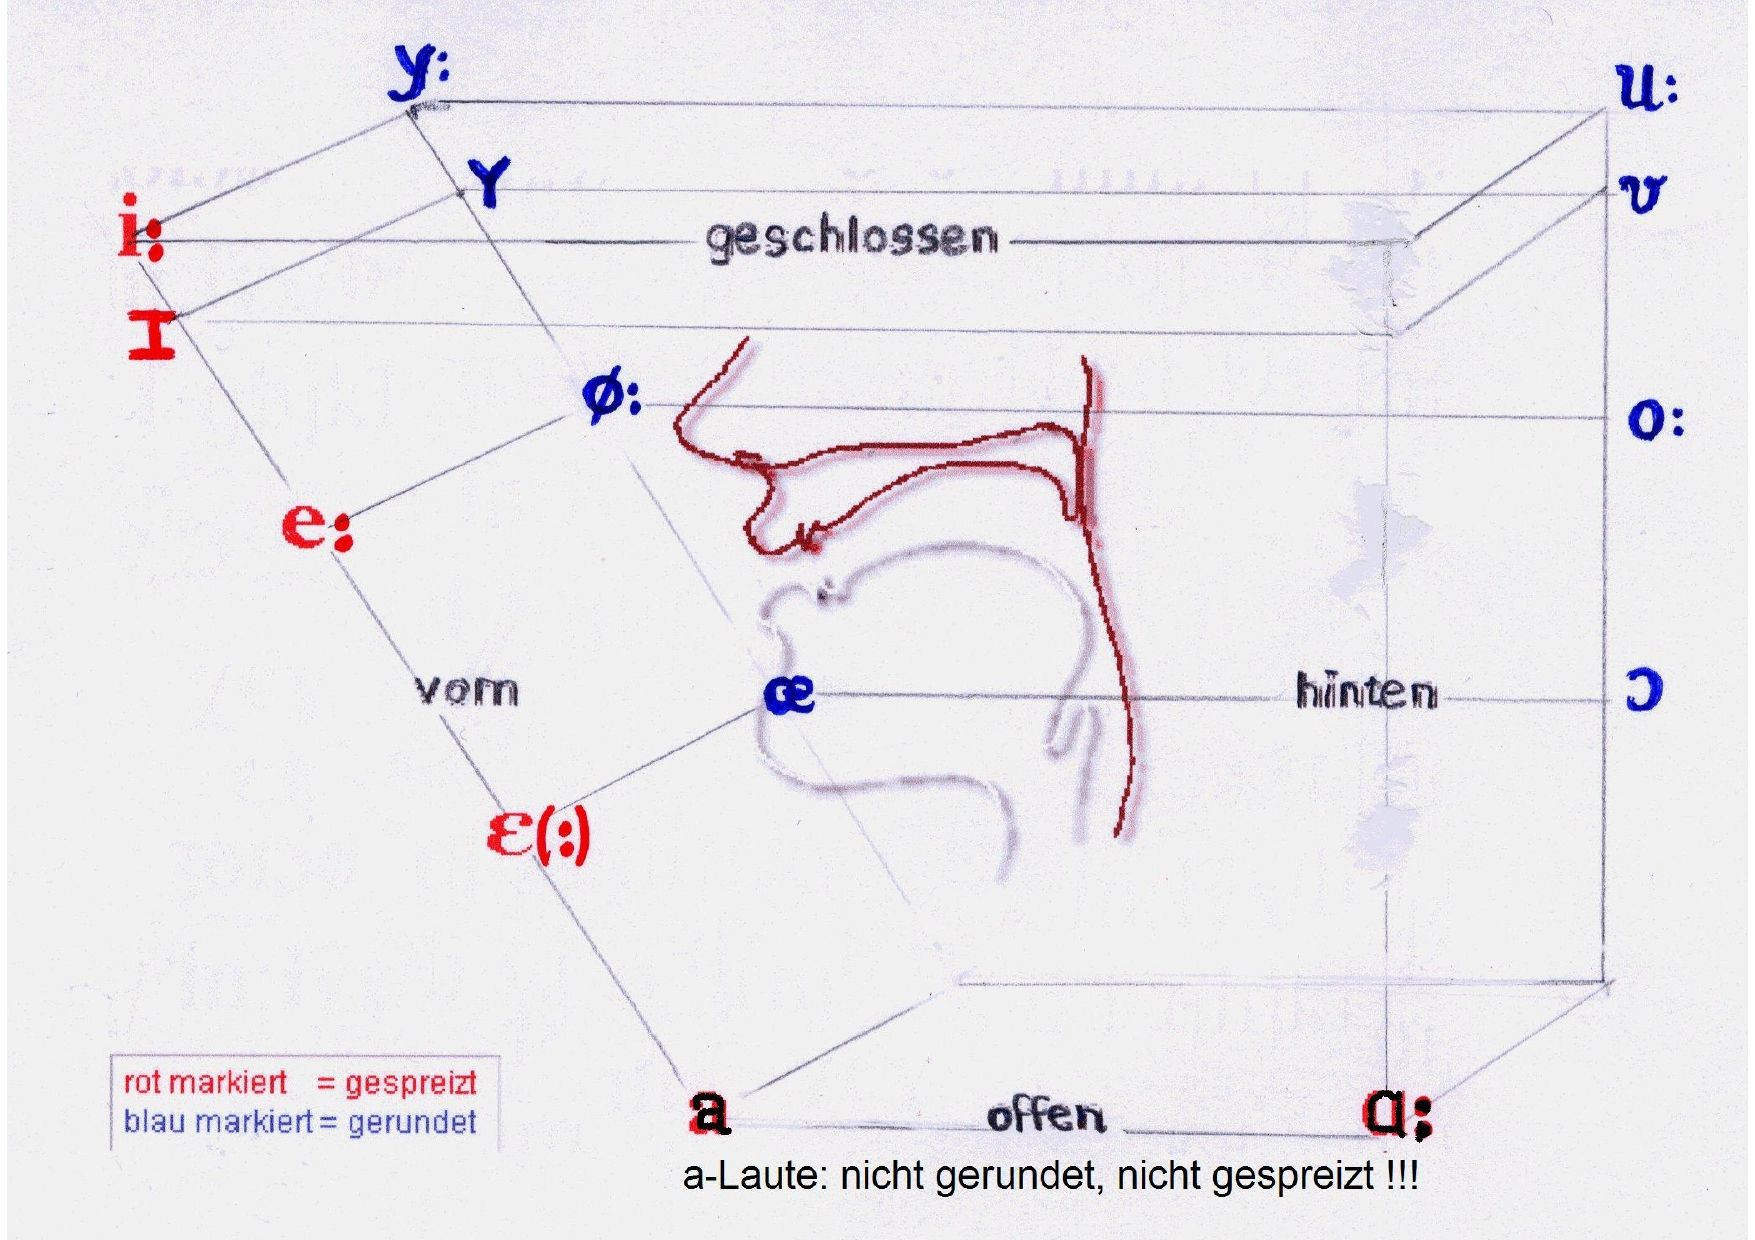 y:
u:
Y
ʊ
i:
geschlossen
I
ø:
o:
e:
vorn
œ
hinten
ɔ
ɛ(:)
rot markiert = gespreizt
blau markiert = gerundet
a
offen
ɑ:
a-Laute: nicht gerundet, nicht gespreizt !!!